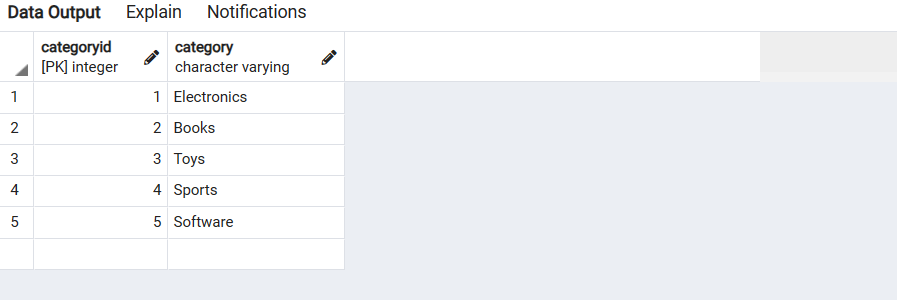 Data Output Explain Notifications
categoryid category
[PK] integer character varying
1 1 Electronics
2 2 Books
3 3 Toys
4 4 Sports
5 5 Software